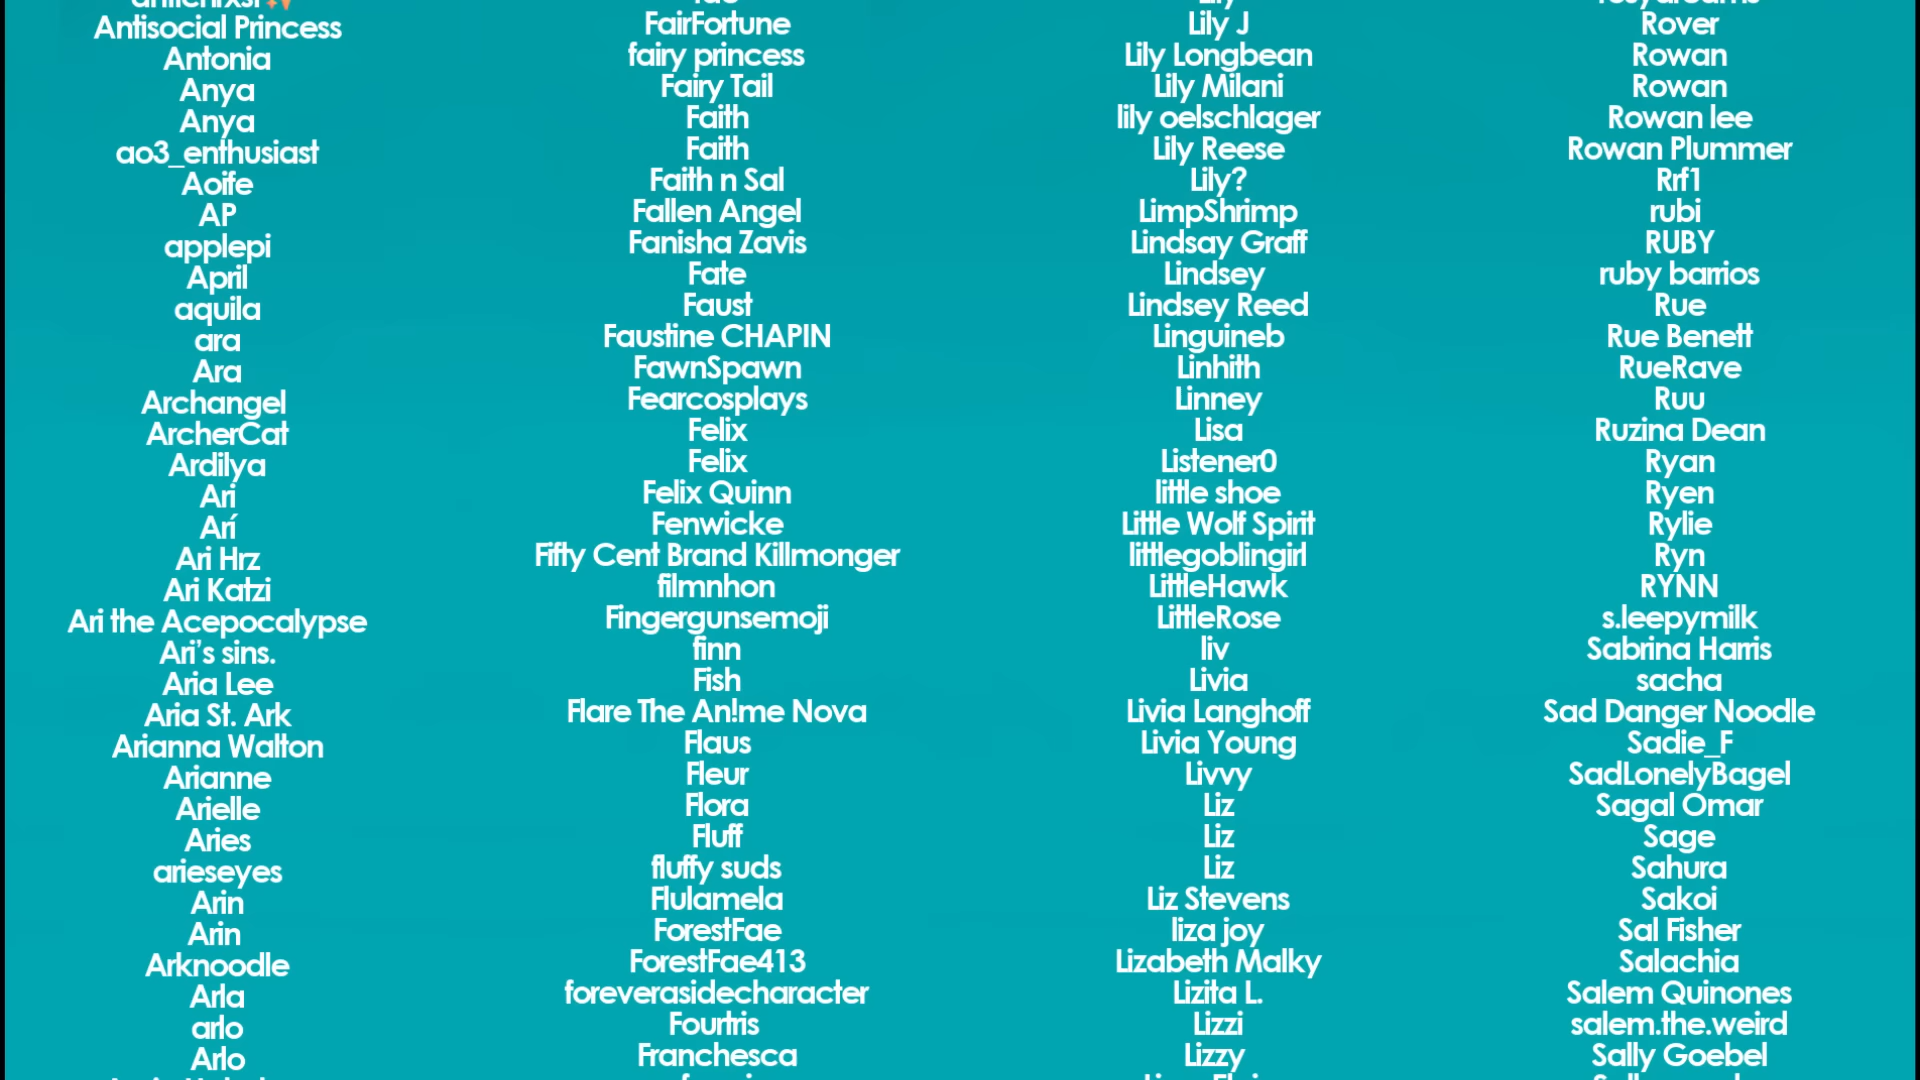 Antisocial Princess
Antonia
Anya
Anya
ao3_enthusiast
Aoife
AP
applepi
April
aquila
ara
Ara
Archangel
ArcherCat
Ardilya
Ari
Arí
Ari Hrz
Ari Katzi
Ari the Acepocalypse
Ari's sins.
Aria Lee
Aria St. Ark
Arianna Walton
Arianne
Arielle
Aries
arieseyes
Arin
Arin
Arknoodle
Arla
arlo
Arlo
FairFortune
fairy princess
Fairy Tail
Faith
Faith
Faith n Sal
Fallen Angel
Fanisha Zavis
Fate
Faust
Faustine CHAPIN
FawnSpawn
Fearcosplays
Felix
Felix
Felix Quinn
Fenwicke
Fifty Cent Brand Killmonger
filmnhon
Fingergunsemoji
finn
Fish
Flare The An!me Nova
Flaus
Fleur
Flora
Fluff
fluffy suds
Flulamela
ForestFae
ForestFae413
foreverasidecharacter
Fourtris
Franchesca
Lily J
Lily Longbean
Lily Milani
lily oelschlager
Lily Reese
Lily?
LimpShrimp
Lindsay Graff
Lindsey
Lindsey Reed
Linguineb
Linhith
Linney
Lisa
Listener0
little shoe
Little Wolf Spirit
littlegoblingirl
LittleHawk
LittleRose
liv
Livia
Livia Langhoff
Livia Young
Livvy
Liz
Liz
Liz
Liz Stevens
liza joy
Lizabeth Malky
Lizita L.
Lizzi
Lizzy
Rover
Rowan
Rowan
Rowan lee
Rowan Plummer
Rrf1
rubi
RUBY
ruby barrios
Rue
Rue Benett
RueRave
Ruu
Ruzina Dean
Ryan
Ryen
Rylie
Ryn
RYNN
s.leepymilk
Sabrina Harris
sacha
Sad Danger Noodle
Sadie_F
SadLonelyBagel
Sagal Omar
Sage
Sahura
Sakoi
Sal Fisher
Salachia
Salem Quinones
salem.the.weird
Sally Goebel